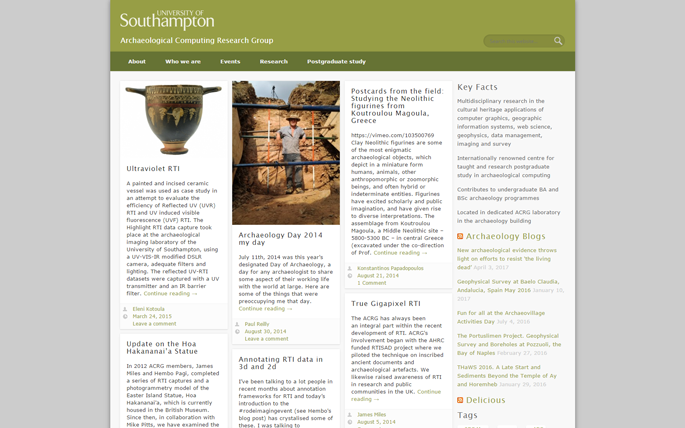 UNIVERSITY OF
Southampton
Archaeological Computing Research Group
About
Who we are
Events
Research
Postgraduate study
Ultraviolet RTI
A painted and incised ceramic
vessel was used as case study in
an attempt to evaluate the
efficiency of Reflected UV (UVR)
RTI and UV induced visible
fluorescence (UVF) RTI. The
Highlight RTI data capture took
place at the archaeological
imaging laboratory of the
University of Southampton, using
a UV-VIS-IR modified DSLR
camera, adequate filters and
lighting. The reflected UV-RTI
datasets were captured with a UV
transmitter and an IR barrier
filter. Continue reading →
Eleni Kotoula
March 24, 2015
Leave a comment
Update on the Hoa
Hakananai'a Statue
In 2012 ACRG members, James
Miles and Hembo Pagi, completed
a series of RTI captures and a
photogrammetry model of the
Easter Island Statue, Hoa
Hakananai'a, which is currently
housed in the British Museum.
Since then, in collaboration with
Mike Pitts, we have examined the
Archaeology Day 2014
my day
July 11th, 2014 was this year's
designated Day of Archaeology, a
day for any archaeologist to share
some aspect of their working life
with the world at large. Here are
some of the things that were
preoccupying me that day.
Continue reading →
Paul Reilly
August 30, 2014
Leave a comment
Annotating RTI data in
3d and 2d
I've been talking to a lot people in
recent months about annotation
frameworks for RTI and today's
introduction to the
#rodeimagingevent (see Hembo's
blog post) has crystalised some of
these. I was talking to
Postcards from the field:
Studying the Neolithic
figurines from
Koutroulou Magoula,
Greece
https://vimeo.com/103500769
Clay Neolithic figurines are some
of the most enigmatic
archaeological objects, which
depict in a miniature form
humans, animals, other
anthropomorphic or zoomorphic
beings, and often hybrid or
indeterminate entities. Figurines
have excited scholarly and public
imagination, and have given rise
to diverse interpretations. The
assemblage from Koutroulou
Magoula, a Middle Neolithic site –
5800-5300 BC – in central Greece
(excavated under the co-direction
of Prof. Continue reading →
Konstantinos Papadopoulos
August 21, 2014
1 Comment
True Gigapixel RTI
The ACRG has always been
an integral part within the recent
development of RTI. ACRG's
involvement began with the AHRC
funded RTISAD project where we
piloted the technique on inscribed
ancient documents and
archaeological artefacts. We
likewise raised awareness of RTI
in research and public
communities in the UK. Continue
reading →
James Miles
August 5, 2014
Key Facts
Multidisciplinary research in the
cultural heritage applications of
computer graphics, geographic
information systems, web science,
geophysics, data management,
imaging and survey
Internationally renowned centre for
taught and research postgraduate
study in archaeological computing
Contributes to undergraduate BA and
BSc archaeology programmes
Located in dedicated ACRG laboratory
in the archaeology building
Archaeology Blogs
New archaeological evidence throws
light on efforts to resist 'the living
dead' April 3, 2017
Geophysical Survey at Baelo Claudia,
Andalucia, Spain May 2016 January 10,
2017
Fun for all at the Archaeovillage
Activities Day July 4, 2016
The Portuslimen Project. Geophysical
Survey and Boreholes at Pozzuoli, the
Bay of Naples February 27, 2016
THaWS 2016. A Late Start and
Sediments Beyond the Temple of Ay
and Horemheb January 20, 2016
Delicious
Tags